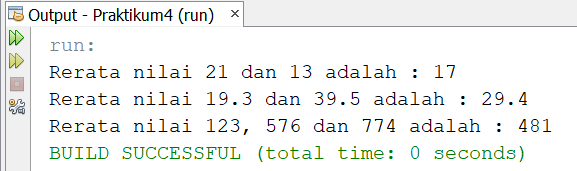 Output - Praktikum4 (run) ×
run:
Rerata nilai 21 dan 13 adalah : 17
Rerata nilai 19.3 dan 39.5 adalah : 29.4
Rerata nilai 123, 576 dan 774 adalah : 481
BUILD SUCCESSFUL (total time: 0 seconds)